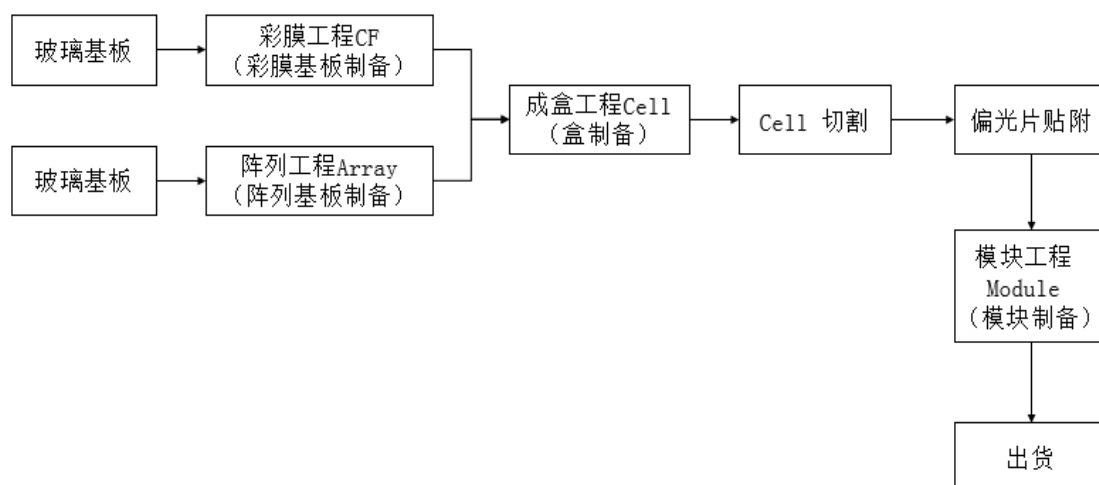 玻璃基板
彩膜工程CF
（彩膜基板制备）
玻璃基板
阵列工程Array
（阵列基板制备）
成盒工程Cell
（盒制备）
Cell 切割
偏光片贴附
模块工程
Module
（模块制备）
出货